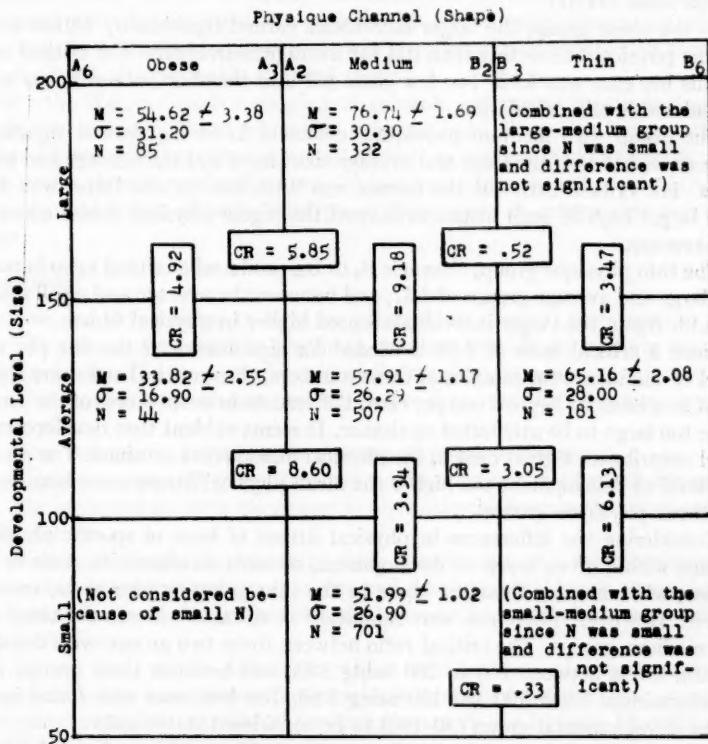 Physique Channel (Shape)
A6 Obese A3 A2 Medium B2 B3 Thin B6
200
Developmental Level (Size)
Large
M = 54.62 ± 3.38
σ = 31.20
N = 85
M = 76.74 ± 1.69
σ = 30.30
N = 322
(Combined with the
large-medium group
since N was small
and difference was
not significant)
CR = 5.85
CR = .52
CR = 4.92
CR = 9.18
150
Average
M = 33.82 ± 2.55
σ = 16.90
N = 44
M = 57.91 ± 1.17
N = 507
M = 65.16 ± 2.08
σ = 28.00
N = 181
CR = 8.60
CR = 3.05
CR = 3.34
CR = 6.13
100
Small
(Not considered be-
cause of small N)
M = 51.99 ± 1.02
σ = 26.90
N = 701
(Combined with the
small-medium group
since N was small
and difference was
not signif-
icant)
CR = .33
50